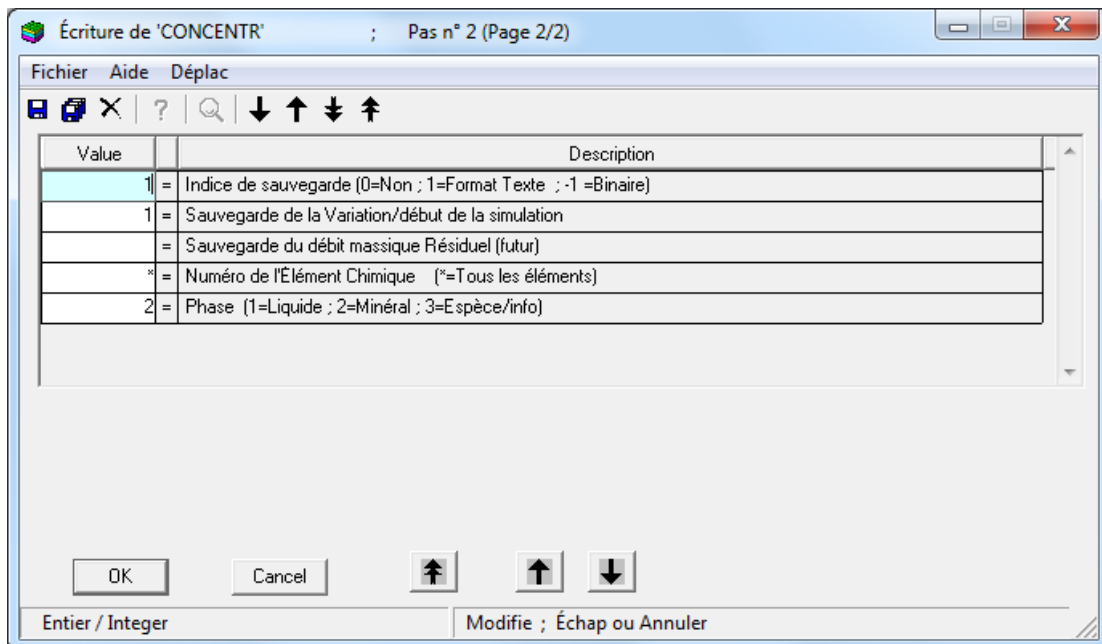 Écriture de 'CONCENTR' ; Pas n° 2 (Page 2/2)
Fichier Aide Déplac
Value Description
1 = Indice de sauvegarde (0=Non ; 1=Format Texte ; -1 =Binaire)
1 = Sauvegarde de la Variation/début de la simulation
= Sauvegarde du débit massique Résiduel (futur)
* = Numéro de l'Élément Chimique (*=Tous les éléments)
2 = Phase (1=Liquide ; 2=Minéral ; 3=Espèce/info)
OK Cancel
Entier / Integer Modifie ; Échap ou Annuler